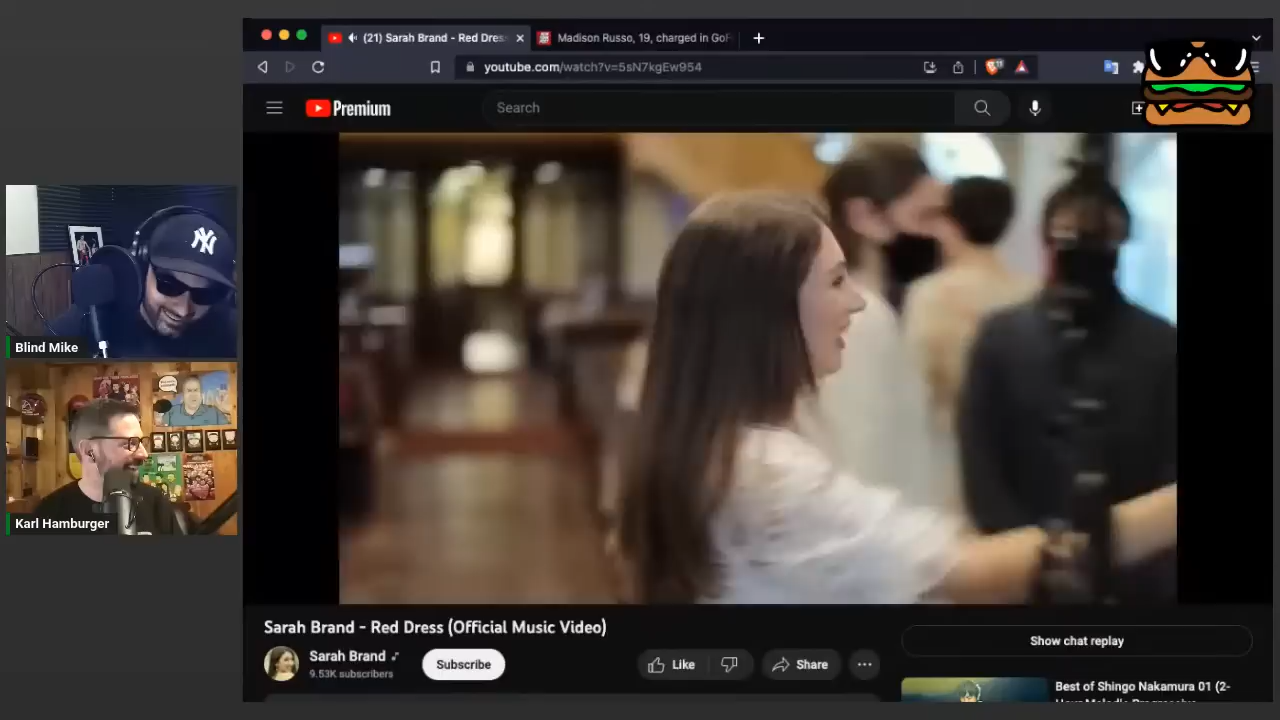 (21) Sarah Brand - Red Dres
Madison Russo, 19, charged in GoF
youtube.com/watch?v=5sN7kgEw954
Premium
Search
Blind Mike
Karl Hamburger
Sarah Brand - Red Dress (Official Music Video)
Sarah Brand
9.53K subscribers
Subscribe
Like
Share
Show chat replay
Best of Shingo Nakamura 01 (2-